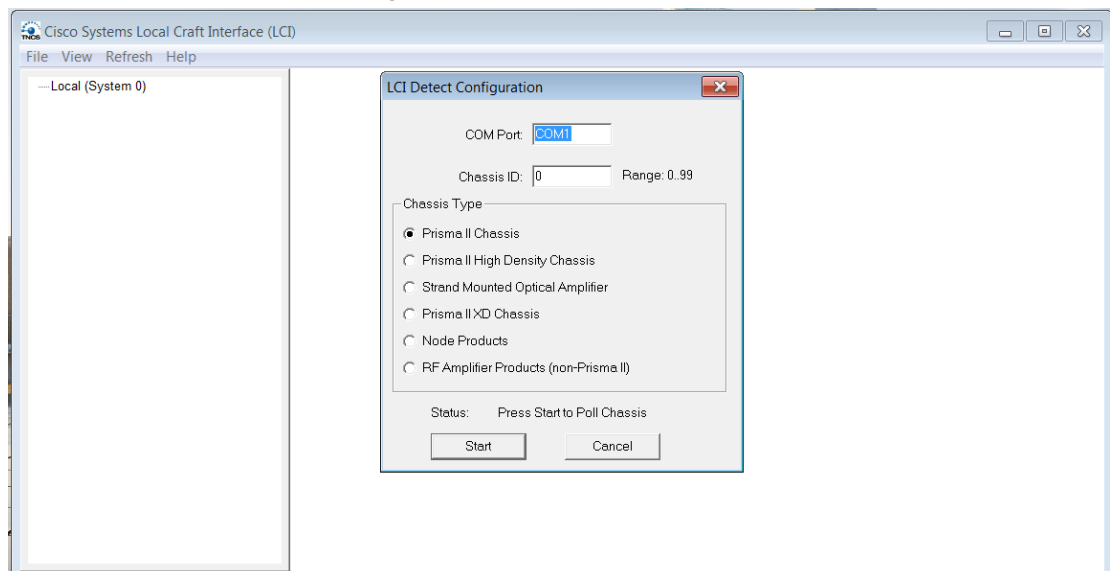 TNCS Cisco Systems Local Craft Interface (LCI)
File View Refresh Help
Local (System 0)
LCI Detect Configuration
COM Port: COM1
Chassis ID: 0 Range: 0..99
Chassis Type
Prisma II Chassis
Prisma II High Density Chassis
Strand Mounted Optical Amplifier
Prisma II XD Chassis
Node Products
RF Amplifier Products (non-Prisma II)
Status: Press Start to Poll Chassis
Start Cancel